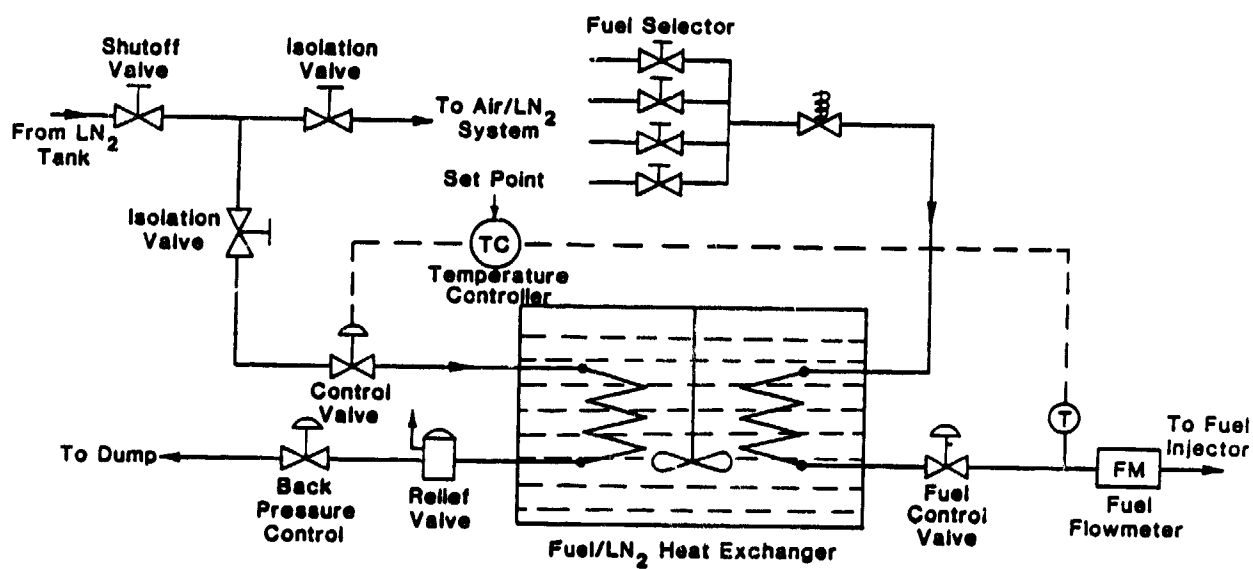 Fuel Selector
Shutoff
Valve
Isolation
Valve
From LN2
Tank
To Air/LN2
System
Set Point
Isolation
Valve
TC
Temperature
Controller
Control
Valve
T
To Fuel
Injector
To Dump
FM
Back
Pressure
Control
Relief
Valve
Fuel
Control
Valve
Fuel
Flowmeter
Fuel/LN2 Heat Exchanger